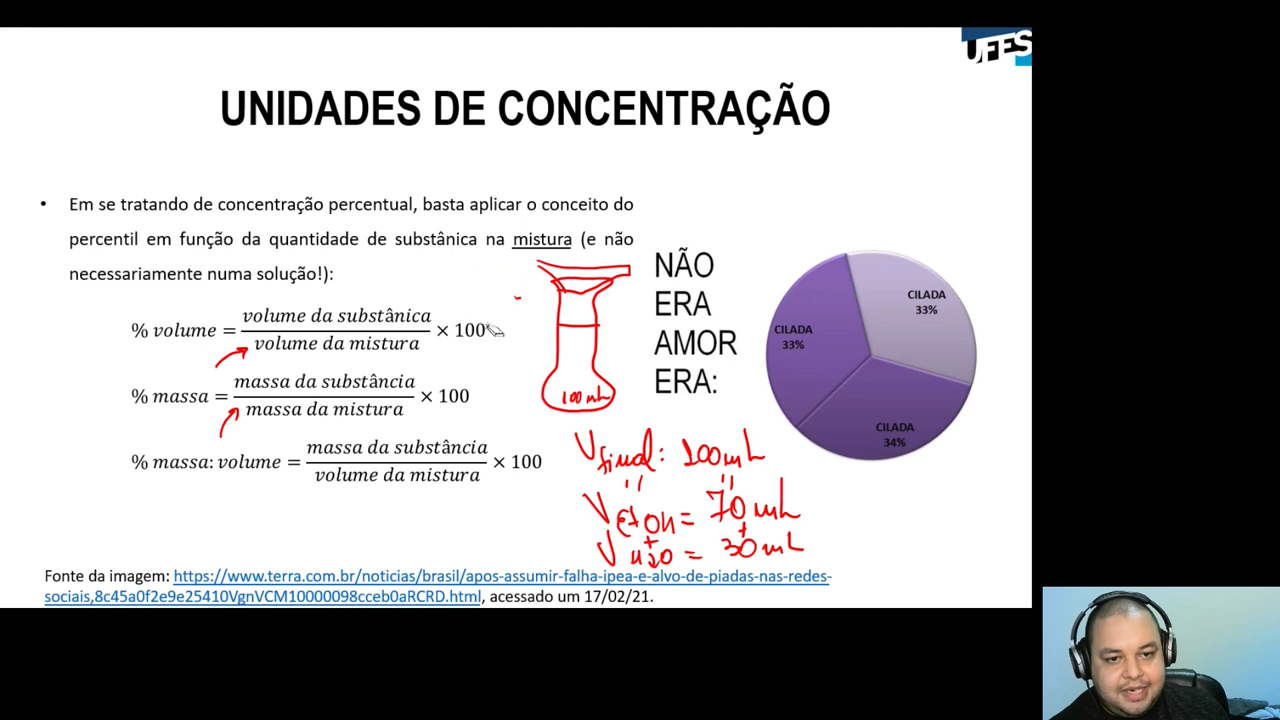 UFES
UNIDADES DE CONCENTRAÇÃO
• Em se tratando de concentração percentual, basta aplicar o conceito do
percentil em função da quantidade de substânica na mistura (e não
necessariamente numa solução!):
% volume = volume da substânica / volume da mistura × 100
% massa = massa da substância / massa da mistura × 100
% massa: volume = massa da substância / volume da mistura × 100
100 mL
NÃO
ERA
AMOR
ERA:
CILADA
33%
CILADA
33%
CILADA
34%
Vfinal: 100 mL
VEtOH = 70 mL
+ +
VH2O = 30 mL
Fonte da imagem: https://www.terra.com.br/noticias/brasil/apos-assumir-falha-ipea-e-alvo-de-piadas-nas-redes-
sociais,8c45a0f2e9e25410VgnVCM10000098cceb0aRCRD.html, acessado um 17/02/21.